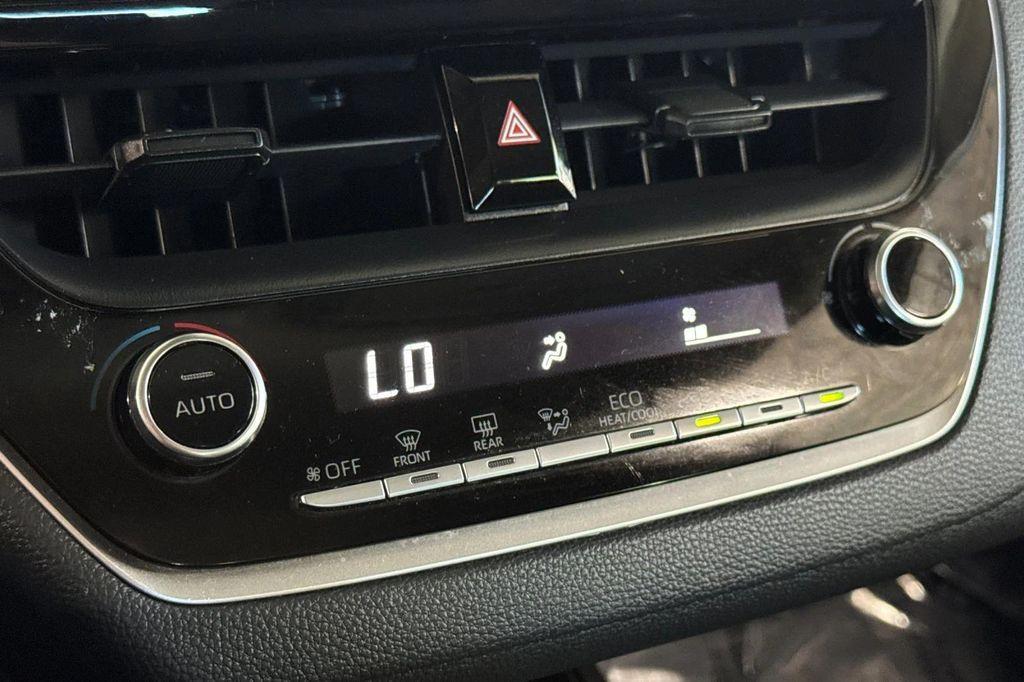 LO
AUTO
OFF
FRONT
REAR
ECO
HEAT/COOL